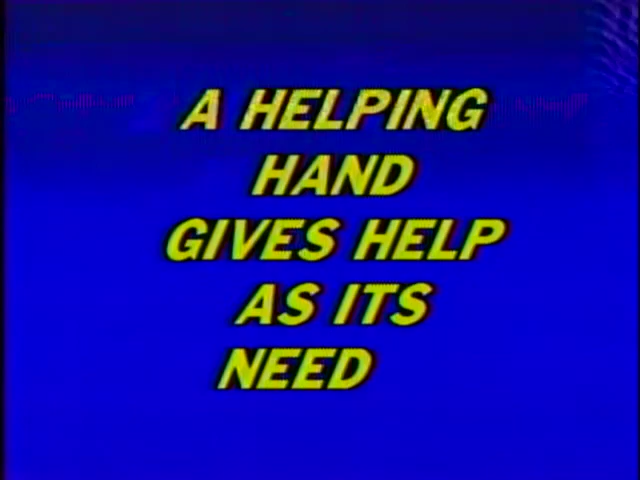 A HELPING
HAND
GIVES HELP
AS ITS
NEED